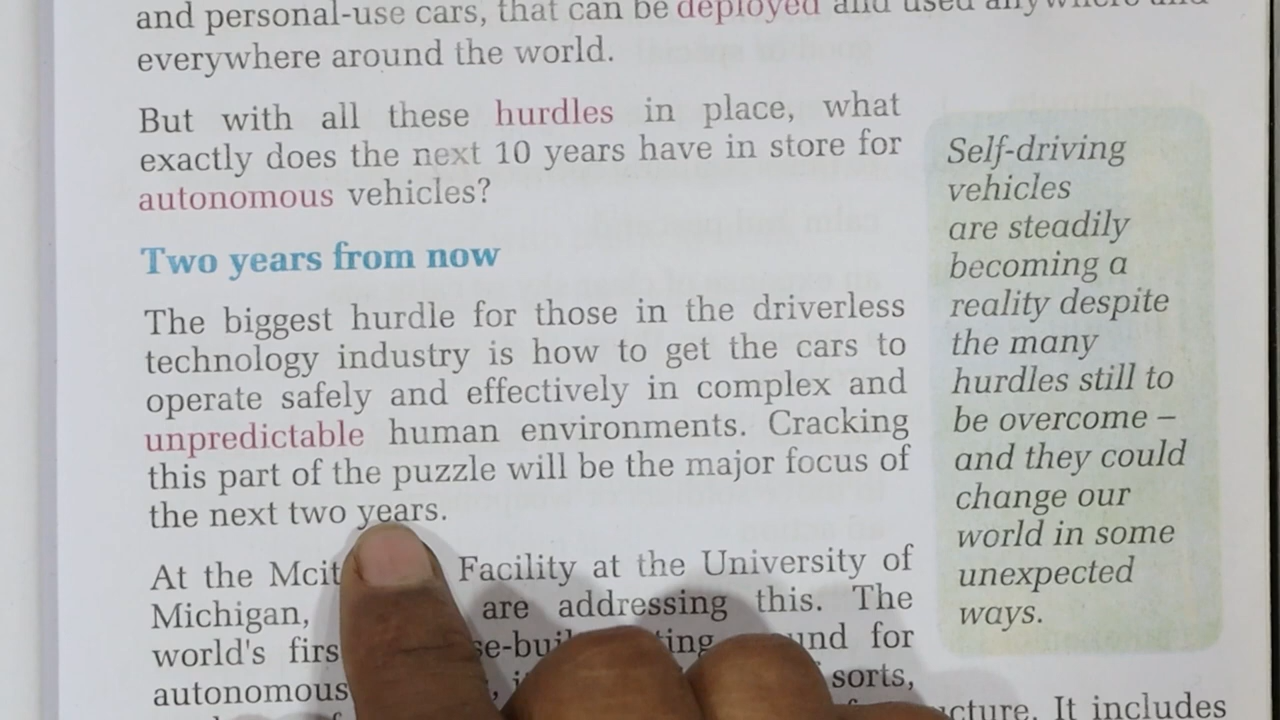 and personal-use cars, that can be deployed and used anywhere and
everywhere around the world.
But with all these hurdles in place, what
exactly does the next 10 years have in store for
autonomous vehicles?
Two years from now
The biggest hurdle for those in the driverless
technology industry is how to get the cars to
operate safely and effectively in complex and
unpredictable human environments. Cracking
this part of the puzzle will be the major focus of
the next two years.
At the Mcit Facility at the University of
Michigan, are addressing this. The
world's for
autonomous sorts,
It includes
Self-driving
vehicles
are steadily
becoming a
reality despite
the many
hurdles still to
be overcome –
and they could
change our
world in some
unexpected
ways.